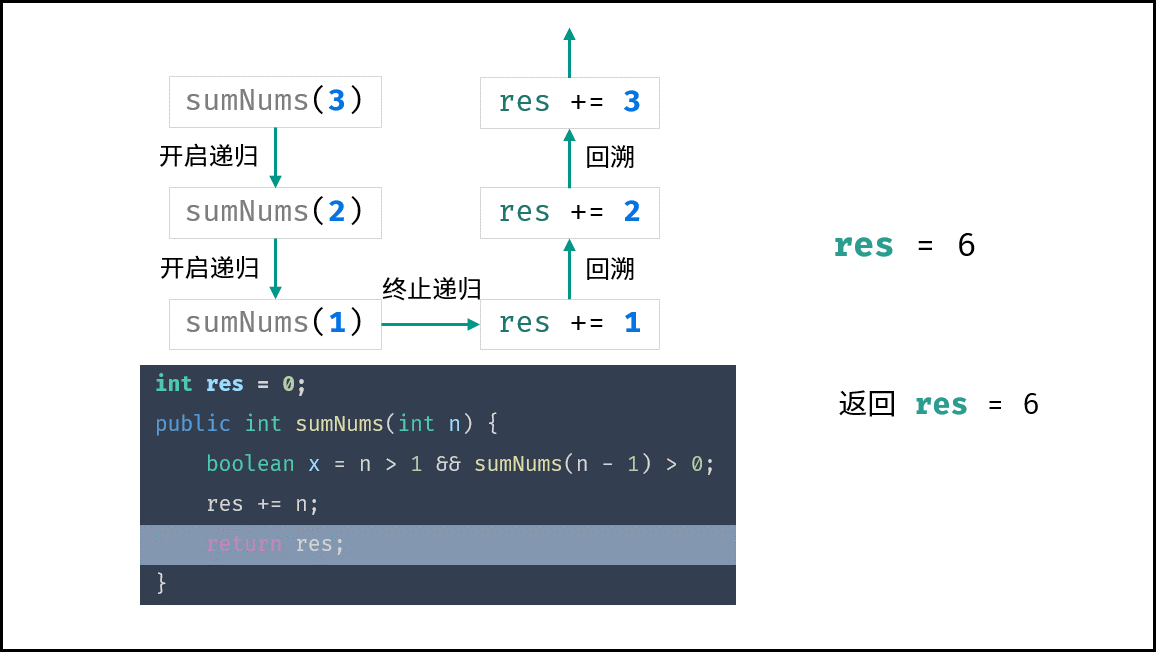 sumNums(3)
res += 3
开启递归
回溯
sumNums(2)
res += 2
res = 6
开启递归
回溯
终止递归
sumNums(1)
res += 1
int res = 0;
public int sumNums(int n) {
boolean x = n > 1 && sumNums(n - 1) > 0;
res += n;
return res;
}
返回 res = 6